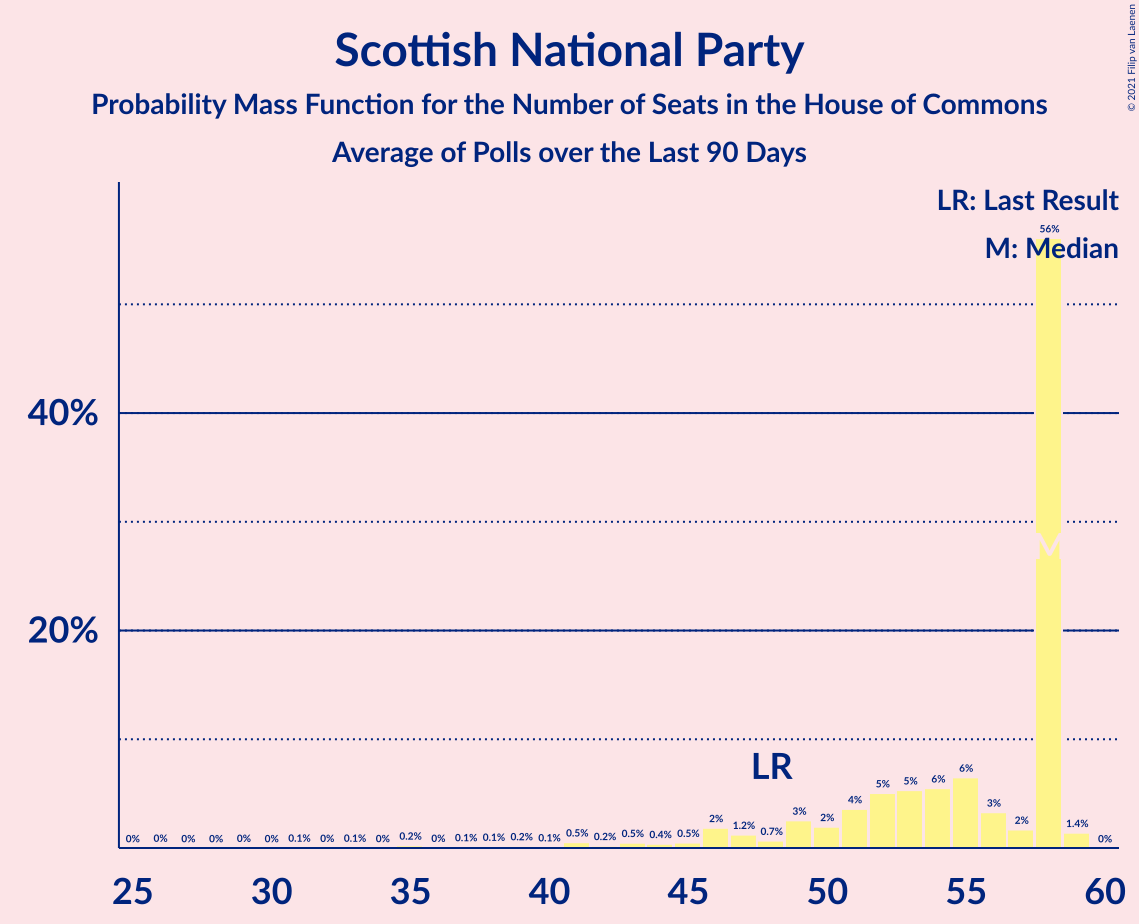 Scottish National Party
Probability Mass Function for the Number of Seats in the House of Commons
Average of Polls over the Last 90 Days
© 2021 Filip van Laenen
LR: Last Result
M: Median
56%
40%
20%
M
LR
0% 0% 0% 0% 0% 0% 0.1% 0% 0.1% 0% 0.2% 0% 0.1% 0.1% 0.2% 0.1% 0.5% 0.2% 0.5% 0.4% 0.5% 2% 1.2% 0.7% 3% 2% 4% 5% 5% 6% 6% 3% 2% 1.4% 0%
25 30 35 40 45 50 55 60